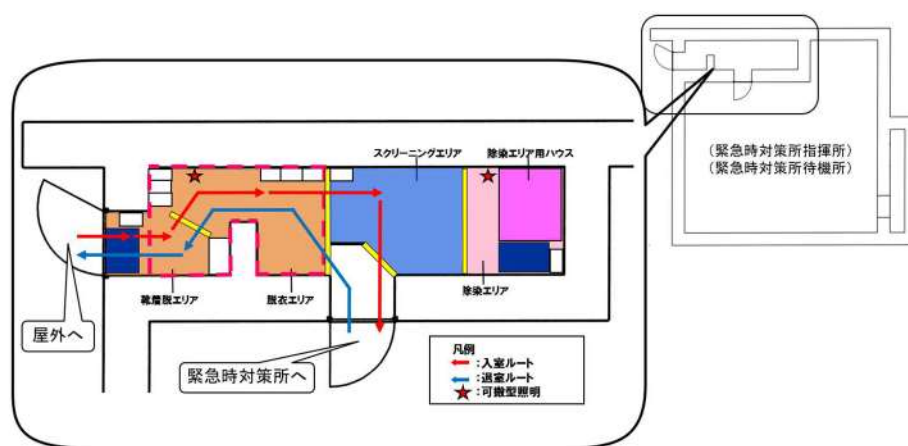 (緊急時対策所指揮所)
(緊急時対策所待機所)
スクリーニングエリア
除染エリア用ハウス
靴着脱エリア
脱衣エリア
除染エリア
屋外へ
緊急時対策所へ
凡例
:入室ルート
:退室ルート
:可搬型照明